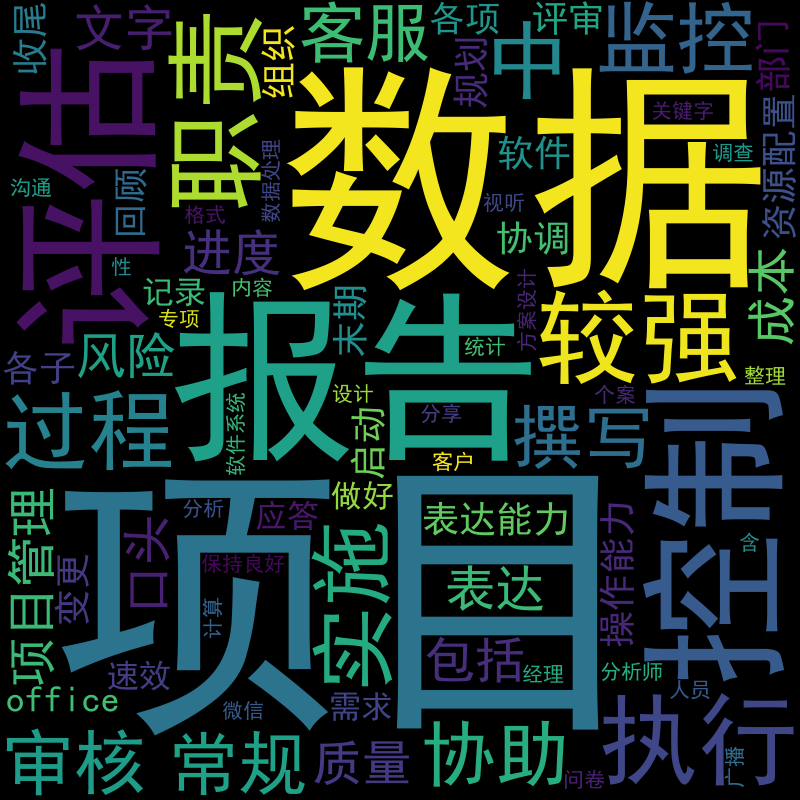 收尾
文字
职责
组织
客服
各项
中
评审
监控
部门
规划
关键字
评估
数据
软件
调查
资源配置
沟通
回顾
数据处理
格式
视听
协调
性
进度
记录
内容
专项
末期
报告
统计
方案设计
较强
成本
各子
风险
设计
整理
过程
软件系统
启动
分享
客户
撰写
个案
控制
项目管理
变更
口头
分析
应答
做好
表达能力
操作能力
含
保持良好
项目
计算
实施
表达
包括
经理
分析师
人员
速效
office
微信
需求
审核
常规
质量
协助
问卷
执行
广播